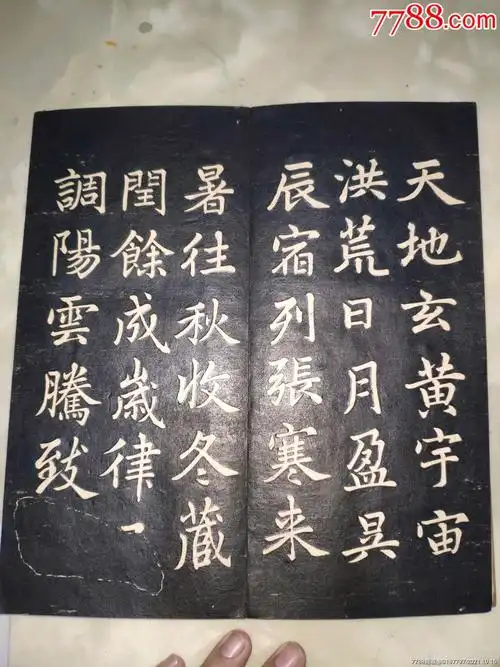 7788.com
天地玄黄宇宙
洪荒日月盈昃
辰宿列張寒来
暑往秋收冬藏
閏餘成歲律
調陽雲騰致